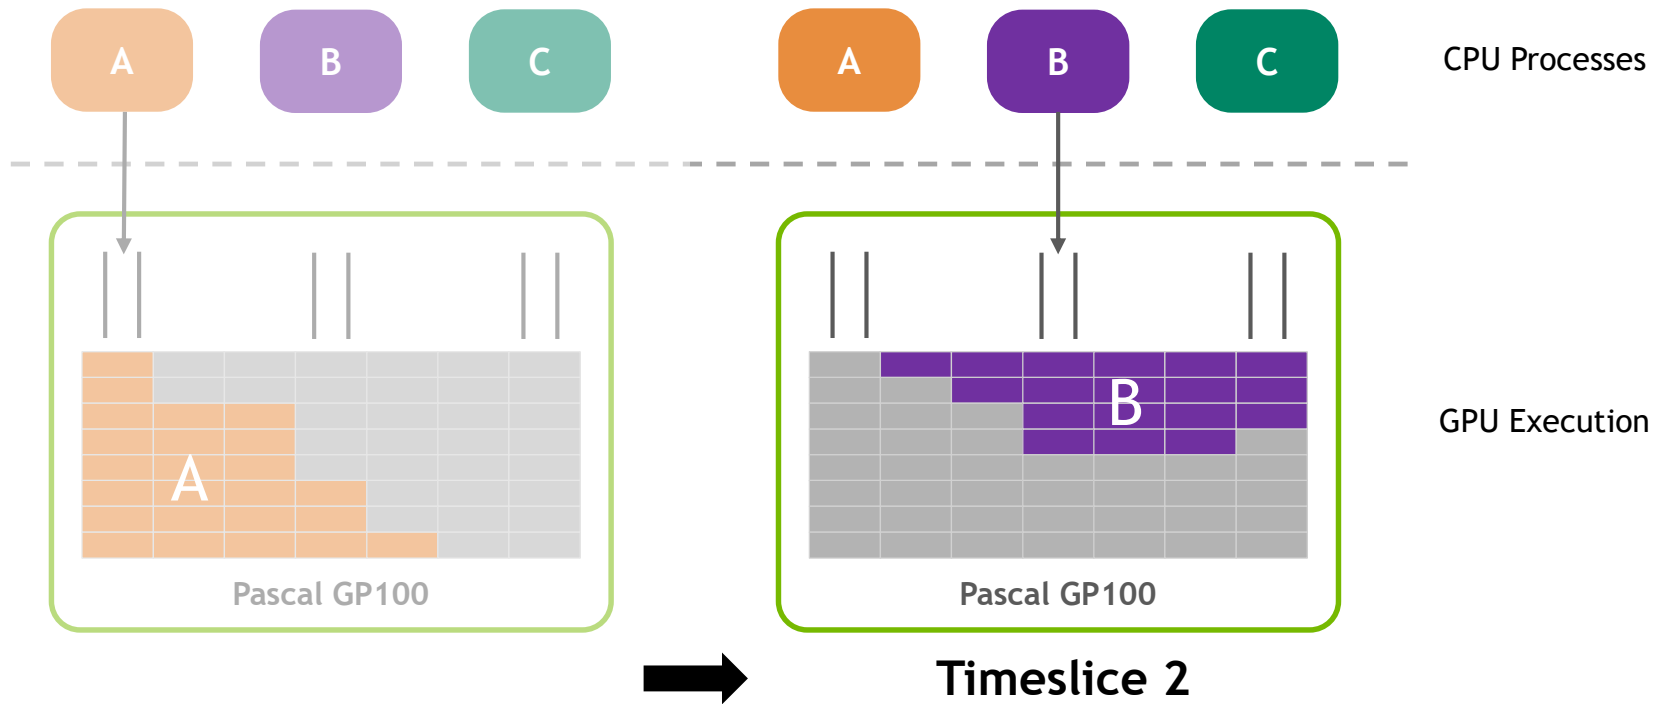 A
B
C
A
B
C
CPU Processes
A
B
GPU Execution
Pascal GP100
Pascal GP100
Timeslice 2